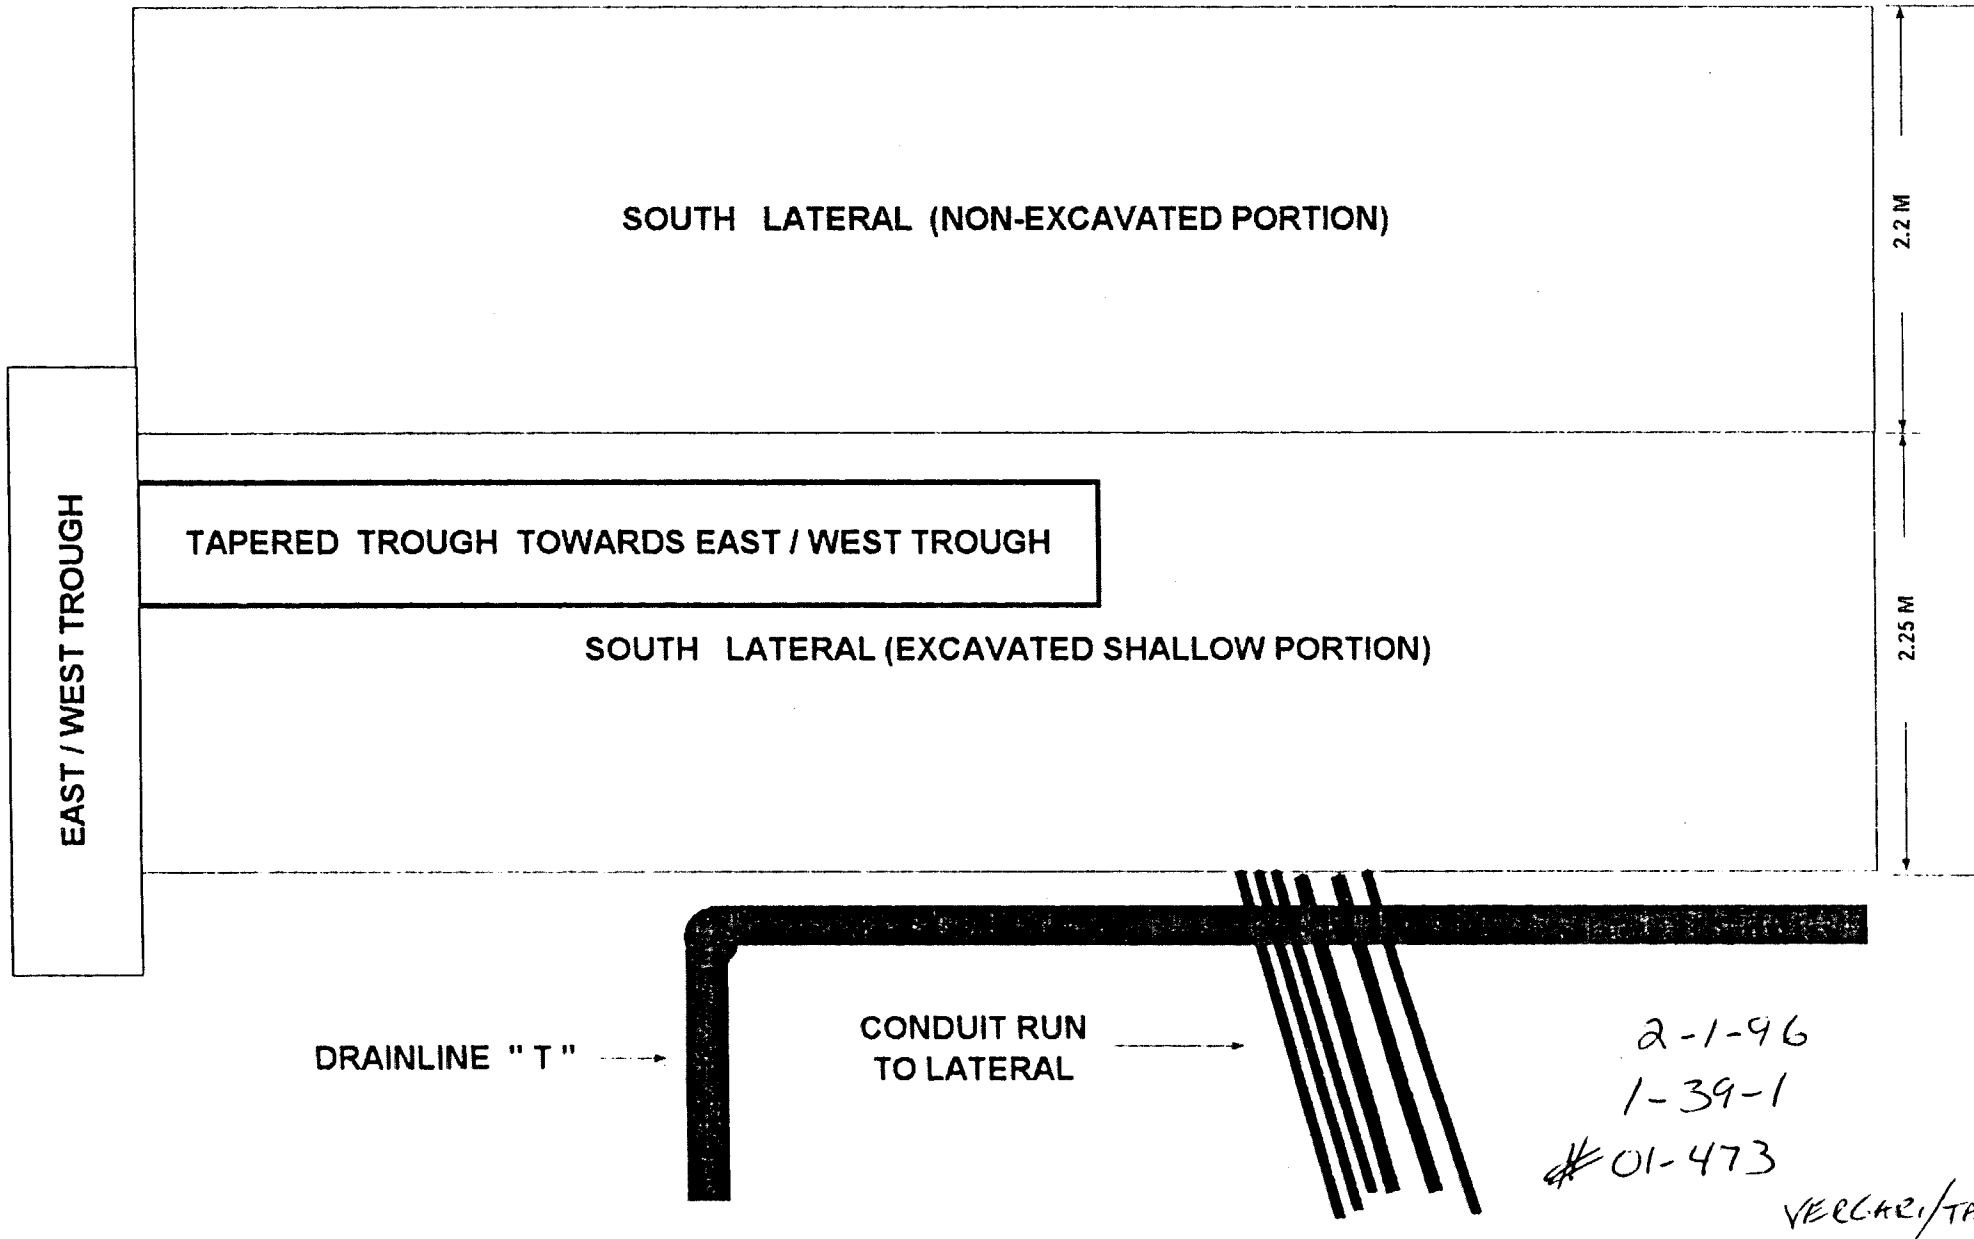 SOUTH LATERAL (NON-EXCAVATED PORTION)
2.2 M
EAST / WEST TROUGH
TAPERED TROUGH TOWARDS EAST / WEST TROUGH
SOUTH LATERAL (EXCAVATED SHALLOW PORTION)
2.25 M
DRAINLINE " T "
CONDUIT RUN
TO LATERAL
2-1-96
1-39-1
# 01-473